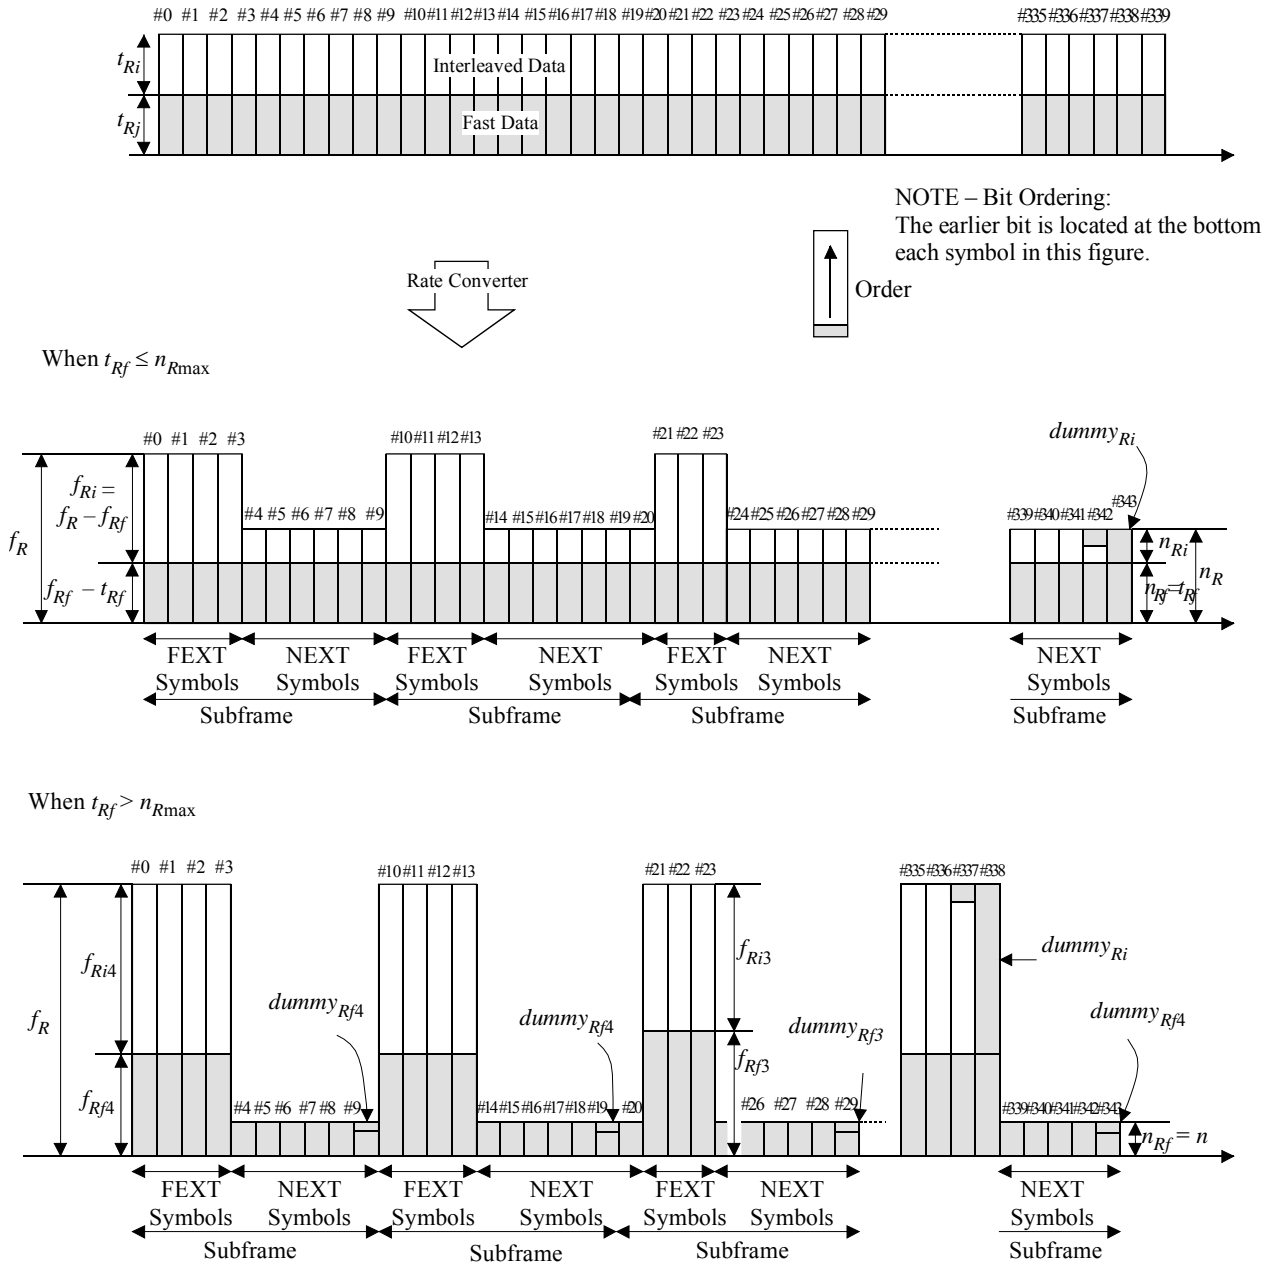 #0 #1 #2 #3 #4 #5 #6 #7 #8 #9 #10 #11 #12 #13 #14 #15 #16 #17 #18 #19 #20 #21 #22 #23 #24 #25 #26 #27 #28 #29 #335 #336 #337 #338 #339
tRi
Interleaved Data
tRj
Fast Data
NOTE – Bit Ordering:
The earlier bit is located at the bottom
each symbol in this figure.
Rate Converter
Order
When tRf ≤ nRmax
#0 #1 #2 #3 #10 #11 #12 #13 #21 #22 #23 dummyRi
#4 #5 #6 #7 #8 #9 #14 #15 #16 #17 #18 #19 #20 #24 #25 #26 #27 #28 #29 #339 #340 #341 #342 #343
fRi =
fR – fRf
fR
fRf – tRf
nRi
nR
nRf = tRf
FEXT NEXT FEXT NEXT FEXT NEXT NEXT
Symbols Symbols Symbols Symbols Symbols Symbols Symbols
Subframe Subframe Subframe Subframe
When tRf > nRmax
#0 #1 #2 #3 #10 #11 #12 #13 #21 #22 #23 #335 #336 #337 #338
fRi4
fRi3
dummyRi
fR
dummyRf4
dummyRf4
dummyRf3
dummyRf4
fRf4
fRf3
#4 #5 #6 #7 #8 #9 #14 #15 #16 #17 #18 #19 #20 #26 #27 #28 #29 #339 #340 #341 #342 #343
nRf = n
FEXT NEXT FEXT NEXT FEXT NEXT NEXT
Symbols Symbols Symbols Symbols Symbols Symbols Symbols
Subframe Subframe Subframe Subframe